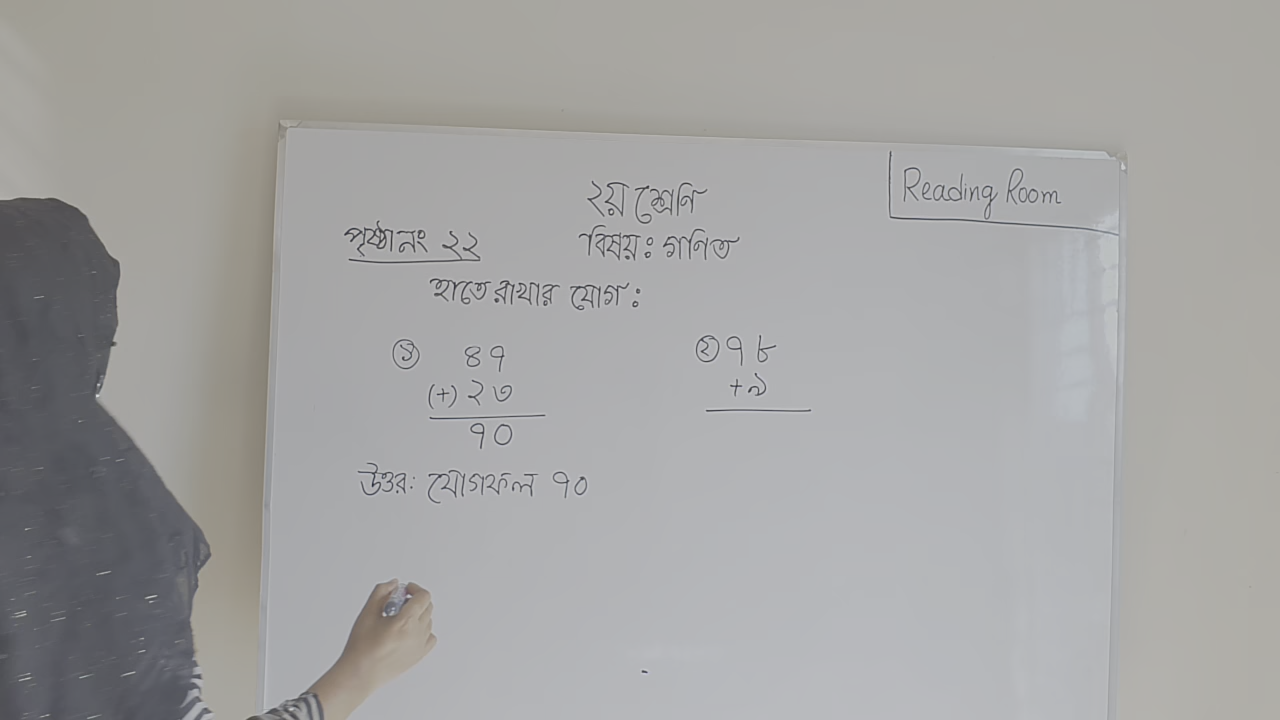 Reading Room
২য় শ্রেণি
পৃষ্ঠা নং ২২
বিষয়ঃ গণিত
হাতে রাখার যোগ :
১ ৪৭
(+) ২৩
৭০
উত্তর: যোগফল ৭০
২ ৭৮
+ ৯